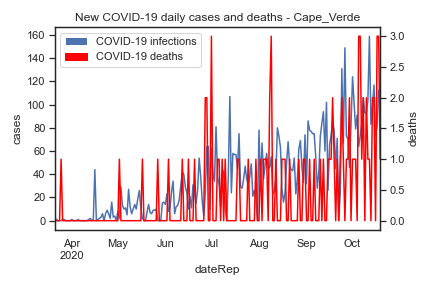 New COVID-19 daily cases and deaths - Cape_Verde
COVID-19 infections
COVID-19 deaths
160
140
120
100
80
60
40
20
0
cases
3.0
2.5
2.0
1.5
1.0
0.5
0.0
deaths
Apr May Jun Jul Aug Sep Oct
2020
dateRep